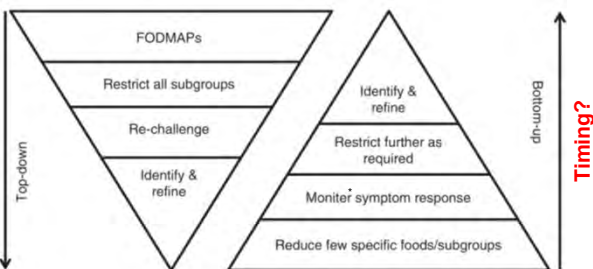 FODMAPs
Restrict all subgroups
Re-challenge
Identify &
refine
Top-down
Identify &
refine
Restrict further as
required
Moniter symptom response
Reduce few specific foods/subgroups
Bottom-up
Timing?